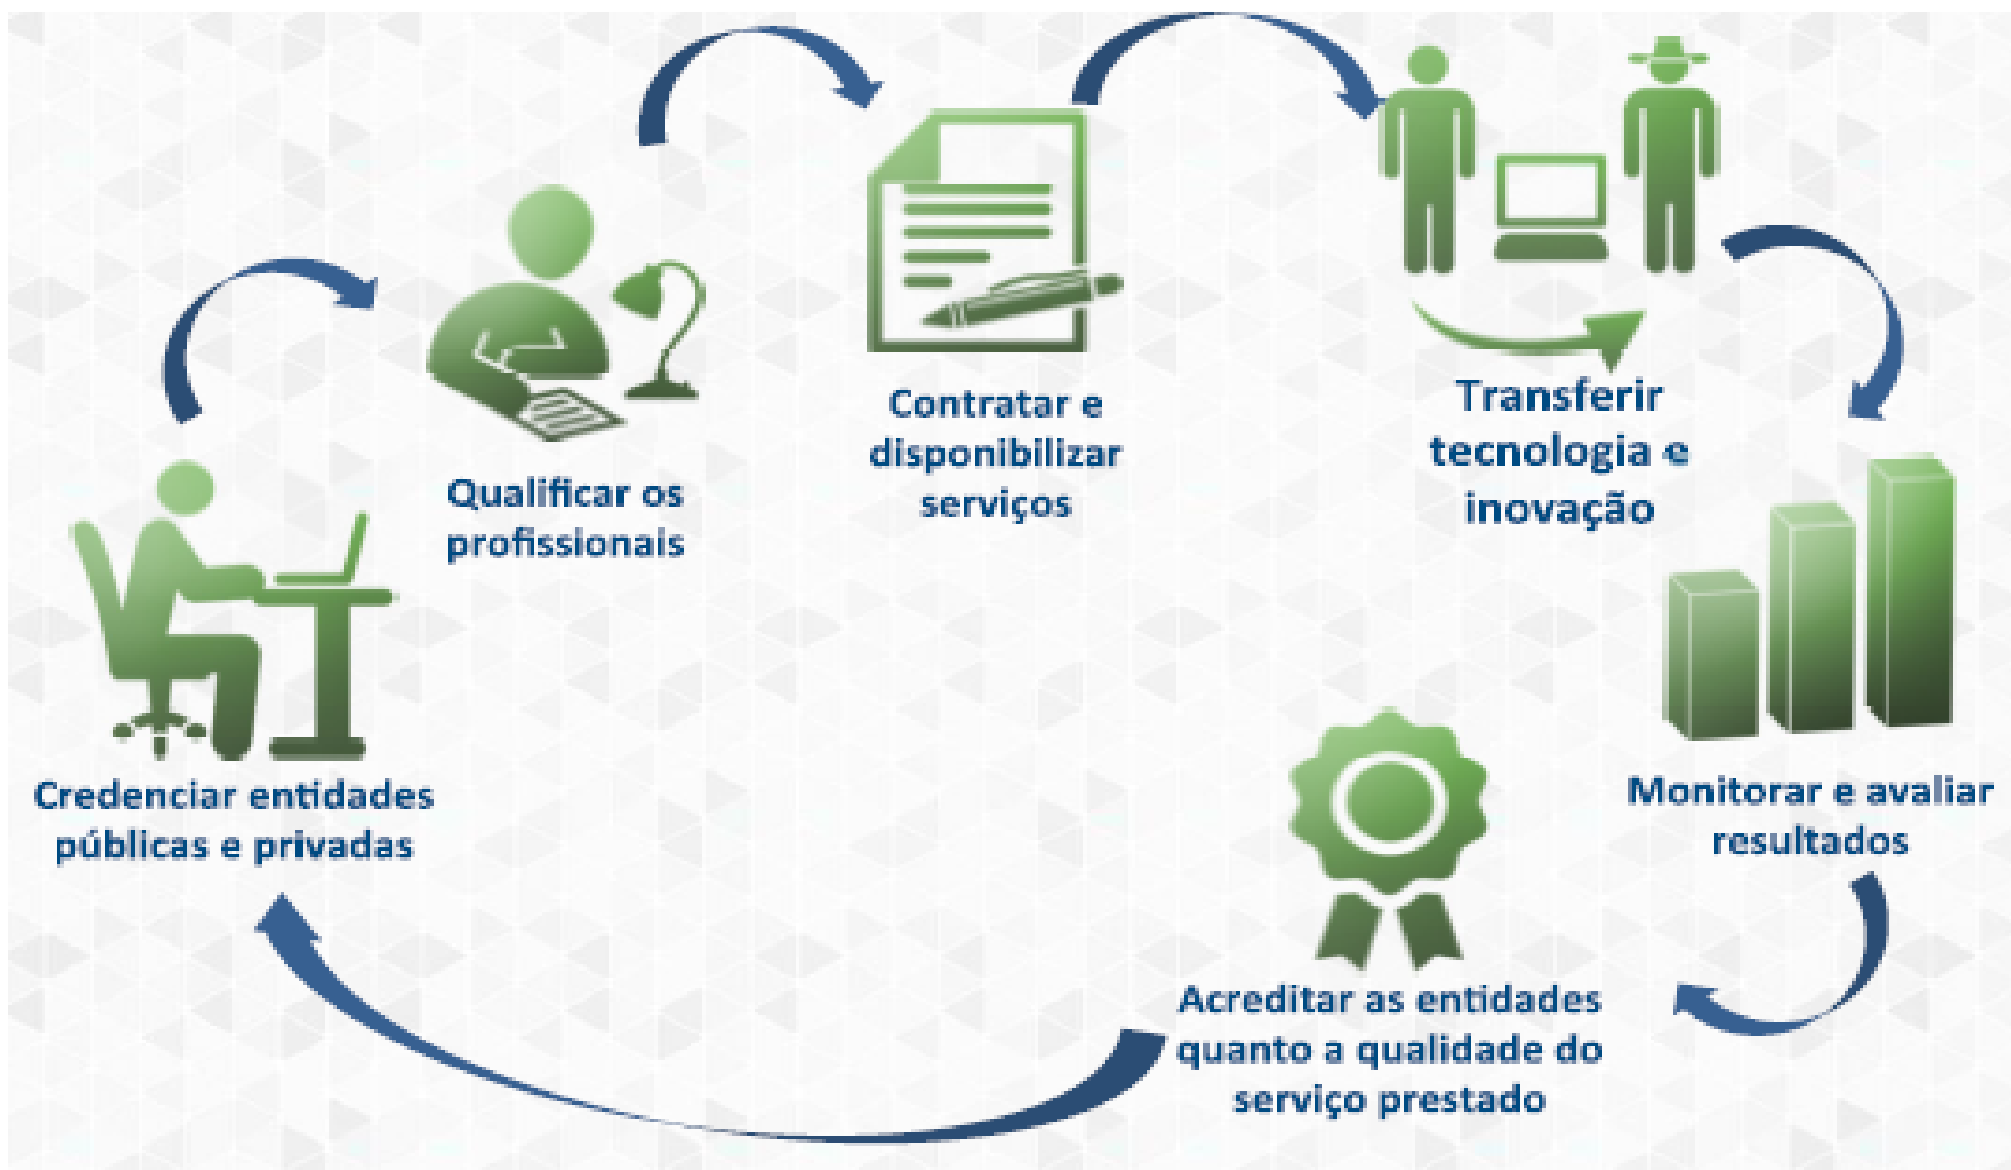 Credenciar entidades
públicas e privadas
Qualificar os
profissionais
Contratar e
disponibilizar
serviços
Transferir
tecnologia e
inovação
Monitorar e avaliar
resultados
Acreditar as entidades
quanto a qualidade do
serviço prestado